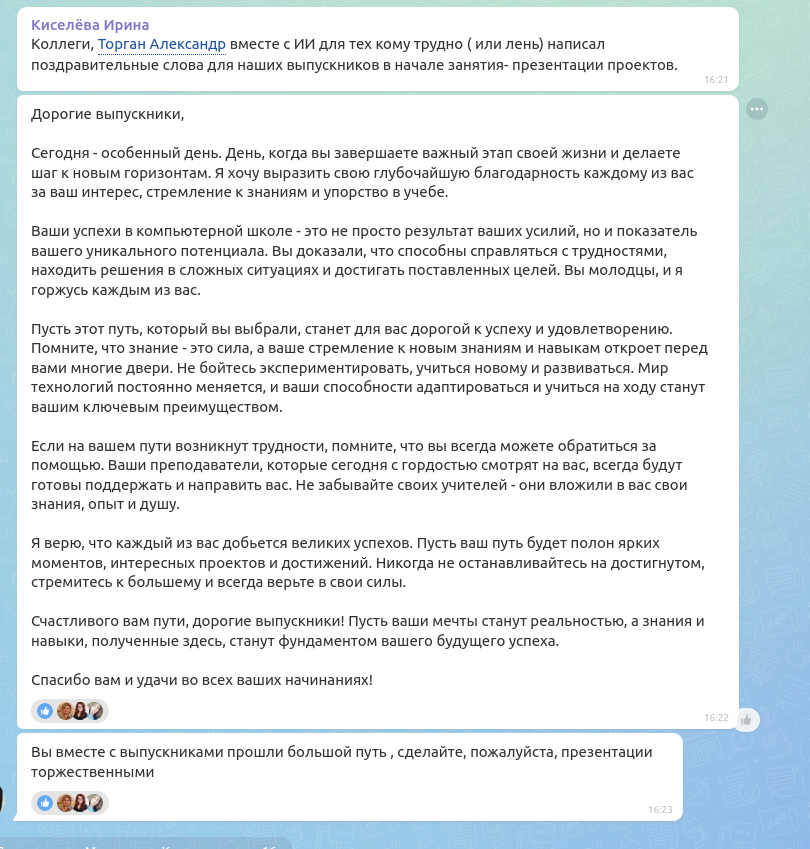 Киселёва Ирина
Коллеги, Торган Александр вместе с ИИ для тех кому трудно ( или лень) написал
поздравительные слова для наших выпускников в начале занятия- презентации проектов.
16:21
Дорогие выпускники,
Сегодня - особенный день. День, когда вы завершаете важный этап своей жизни и делаете
шаг к новым горизонтам. Я хочу выразить свою глубочайшую благодарность каждому из вас
за ваш интерес, стремление к знаниям и упорство в учебе.
Ваши успехи в компьютерной школе - это не просто результат ваших усилий, но и показатель
вашего уникального потенциала. Вы доказали, что способны справляться с трудностями,
находить решения в сложных ситуациях и достигать поставленных целей. Вы молодцы, и я
горжусь каждым из вас.
Пусть этот путь, который вы выбрали, станет для вас дорогой к успеху и удовлетворению.
Помните, что знание - это сила, а ваше стремление к новым знаниям и навыкам откроет перед
вами многие двери. Не бойтесь экспериментировать, учиться новому и развиваться. Мир
технологий постоянно меняется, и ваши способности адаптироваться и учиться на ходу станут
вашим ключевым преимуществом.
Если на вашем пути возникнут трудности, помните, что вы всегда можете обратиться за
помощью. Ваши преподаватели, которые сегодня с гордостью смотрят на вас, всегда будут
готовы поддержать и направить вас. Не забывайте своих учителей - они вложили в вас свои
знания, опыт и душу.
Я верю, что каждый из вас добьется великих успехов. Пусть ваш путь будет полон ярких
моментов, интересных проектов и достижений. Никогда не останавливайтесь на достигнутом,
стремитесь к большему и всегда верьте в свои силы.
Счастливого вам пути, дорогие выпускники! Пусть ваши мечты станут реальностью, а знания и
навыки, полученные здесь, станут фундаментом вашего будущего успеха.
Спасибо вам и удачи во всех ваших начинаниях!
16:22
Вы вместе с выпускниками прошли большой путь , сделайте, пожалуйста, презентации
торжественными
16:23